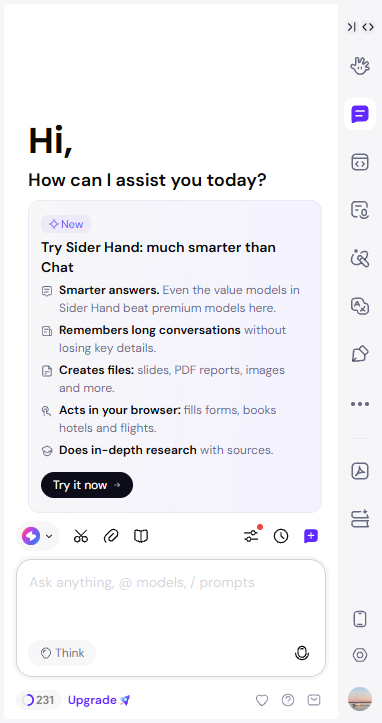 Hi,
How can I assist you today?
New
Try Sider Hand: much smarter than
Chat
Smarter answers. Even the value models in
Sider Hand beat premium models here.
Remembers long conversations without
losing key details.
Creates files: slides, PDF reports, images
and more.
Acts in your browser: fills forms, books
hotels and flights.
Does in-depth research with sources.
Try it now →
Ask anything, @ models, / prompts
Think
231
Upgrade